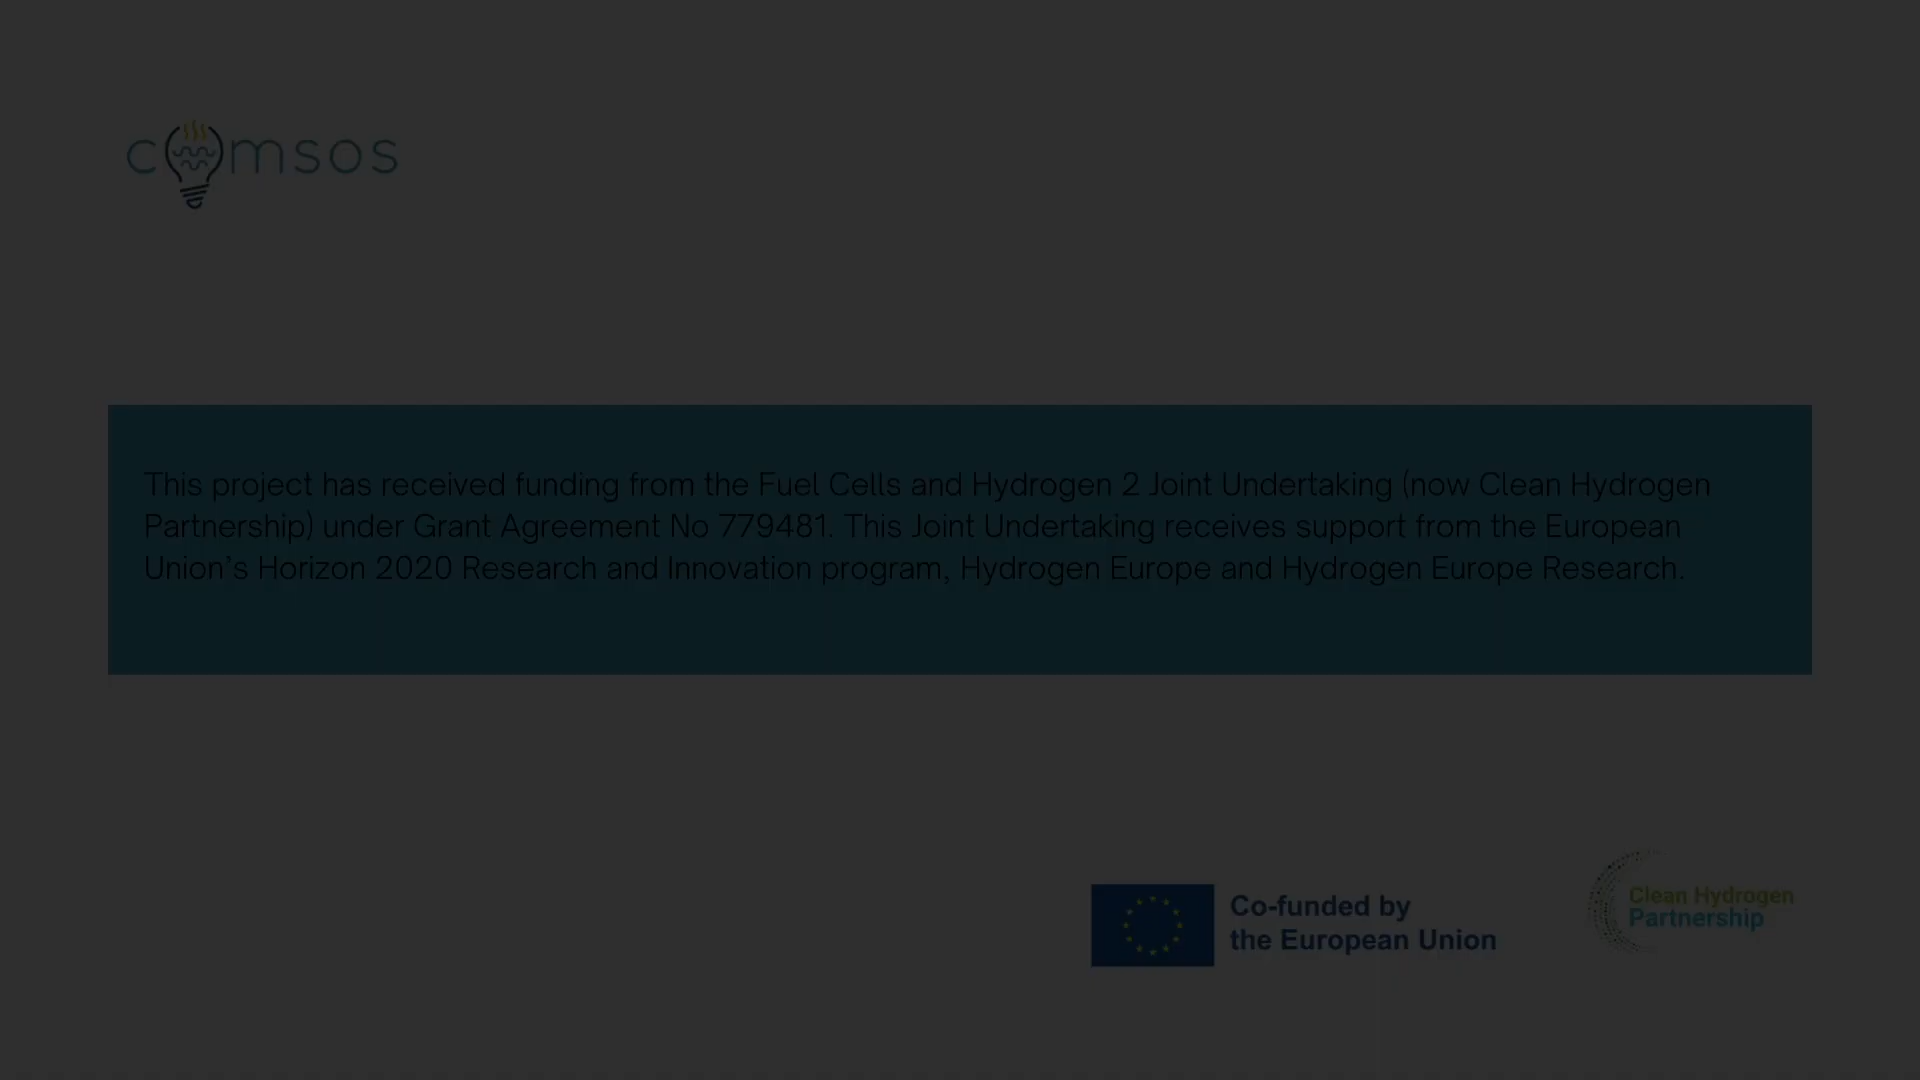 comsos
This project has received funding from the Fuel Cells and Hydrogen 2 Joint Undertaking (now Clean Hydrogen
Partnership) under Grant Agreement No 779481. This Joint Undertaking receives support from the European
Union’s Horizon 2020 Research and Innovation program, Hydrogen Europe and Hydrogen Europe Research.
Co-funded by
the European Union
Clean Hydrogen
Partnership